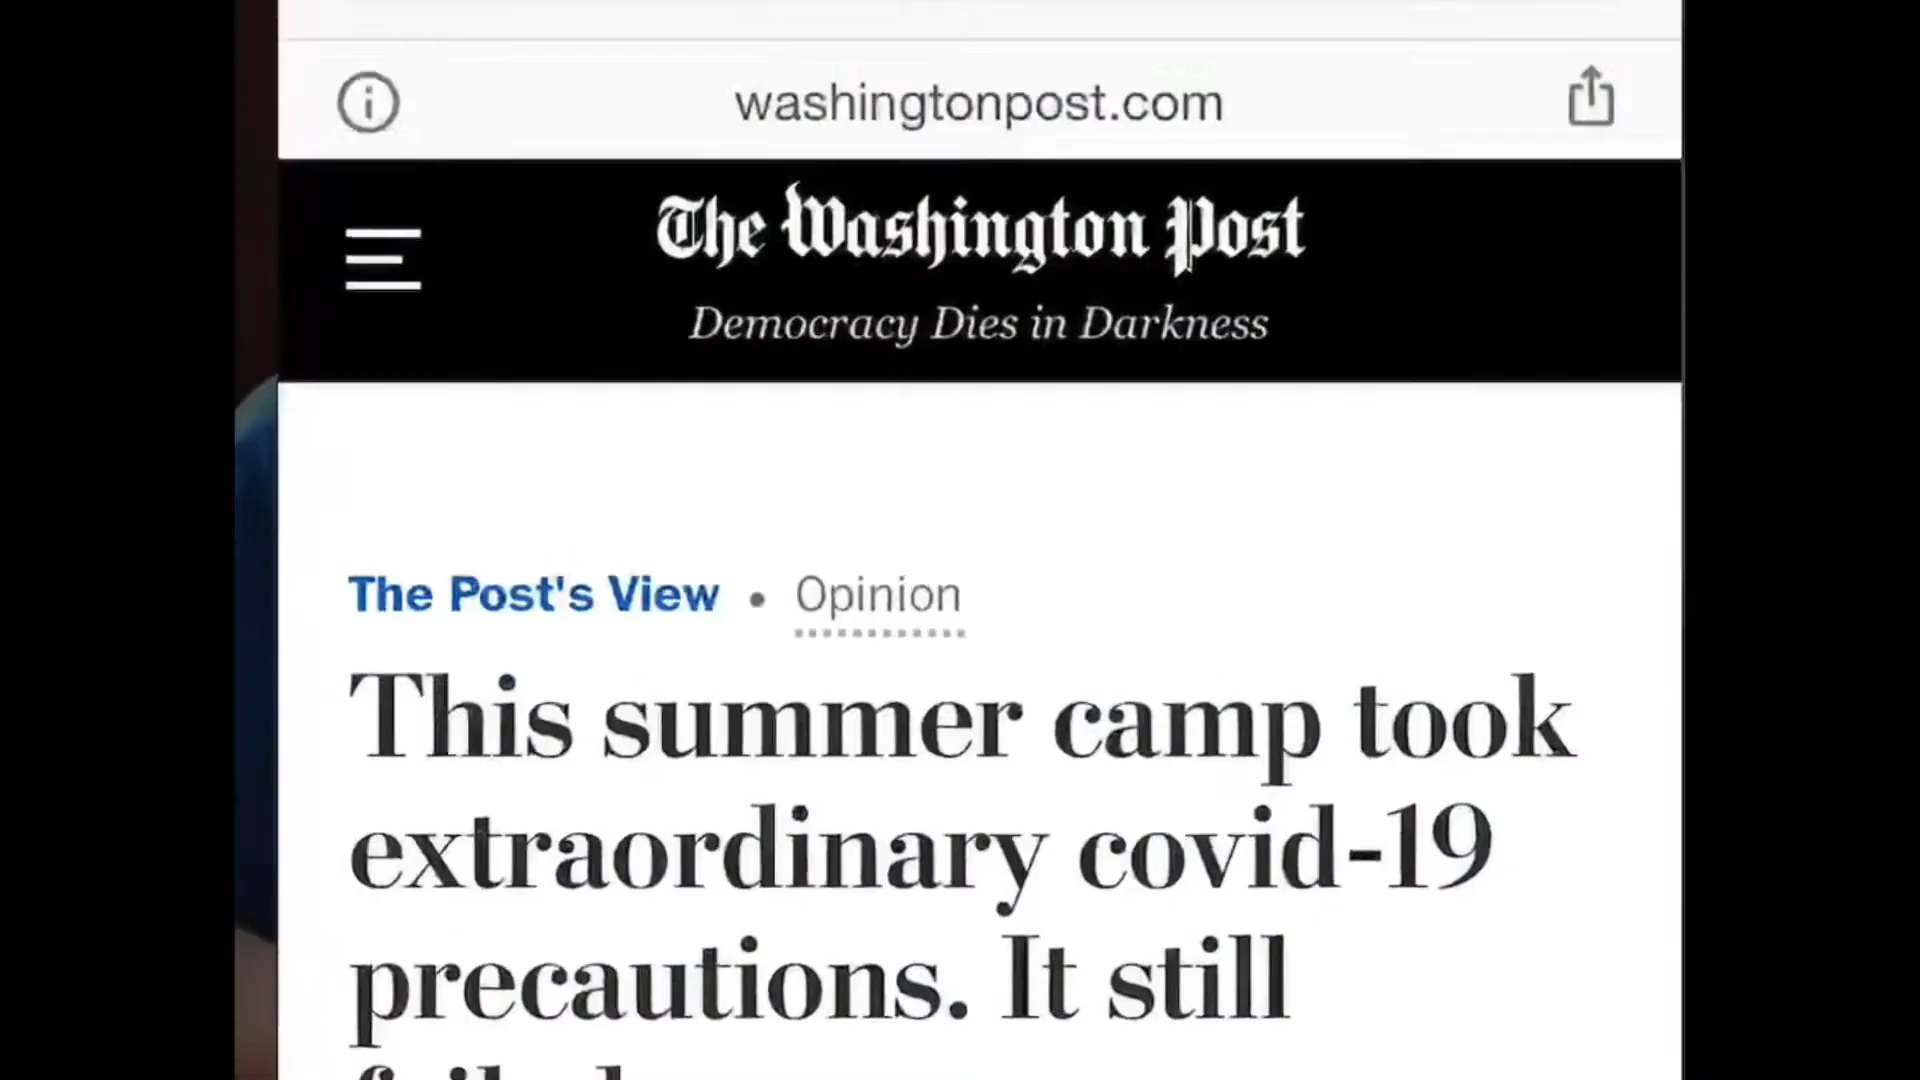 washingtonpost.com
The Washington Post
Democracy Dies in Darkness
The Post's View • Opinion
This summer camp took
extraordinary covid-19
precautions. It still